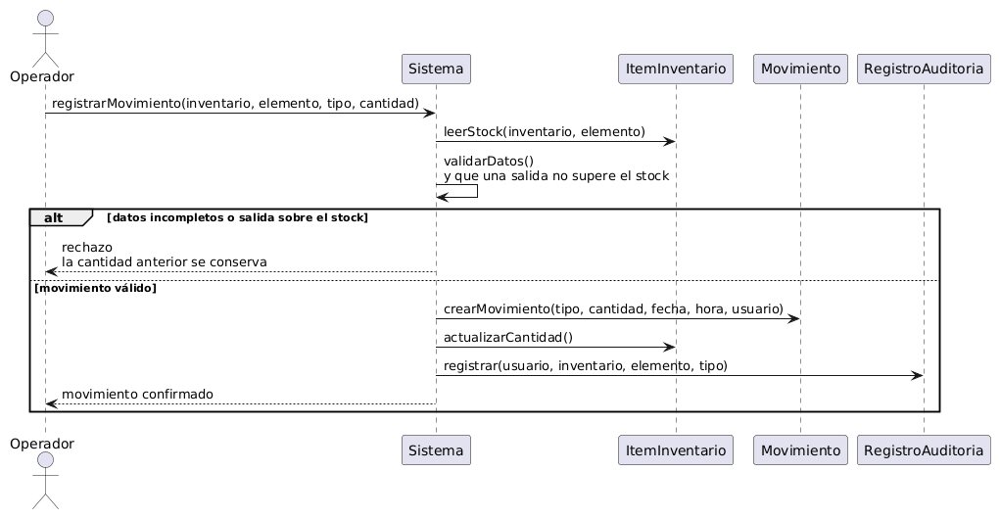 Operador
Sistema
ItemInventario
Movimiento
RegistroAuditoria
registrarMovimiento(inventario, elemento, tipo, cantidad)
leerStock(inventario, elemento)
validarDatos()
y que una salida no supere el stock
alt
[datos incompletos o salida sobre el stock]
rechazo
la cantidad anterior se conserva
[movimiento válido]
crearMovimiento(tipo, cantidad, fecha, hora, usuario)
actualizarCantidad()
registrar(usuario, inventario, elemento, tipo)
movimiento confirmado
Operador
Sistema
ItemInventario
Movimiento
RegistroAuditoria